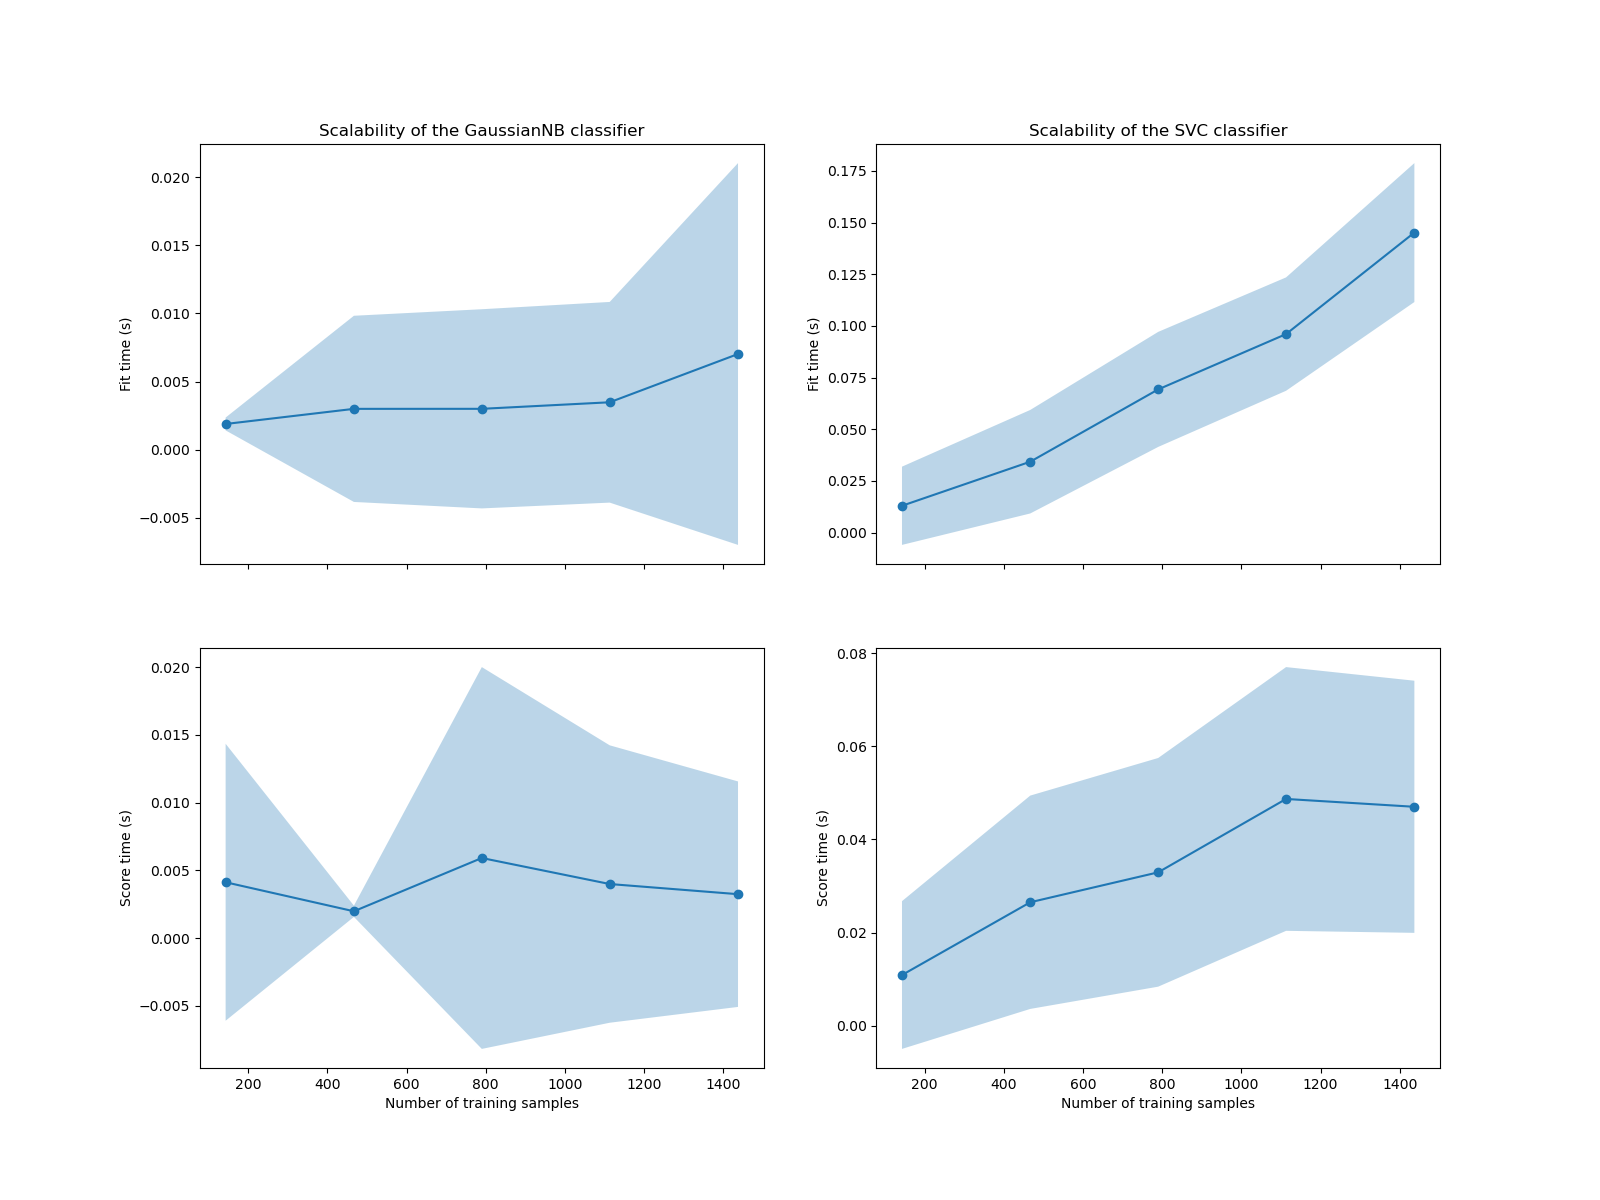 Scalability of the GaussianNB classifier
Scalability of the SVC classifier
0.020
0.015
0.010
0.005
0.000
−0.005
Fit time (s)
0.175
0.150
0.125
0.100
0.075
0.050
0.025
0.000
Fit time (s)
0.020
0.015
0.010
0.005
0.000
−0.005
Score time (s)
200 400 600 800 1000 1200 1400
Number of training samples
0.08
0.06
0.04
0.02
0.00
Score time (s)
200 400 600 800 1000 1200 1400
Number of training samples